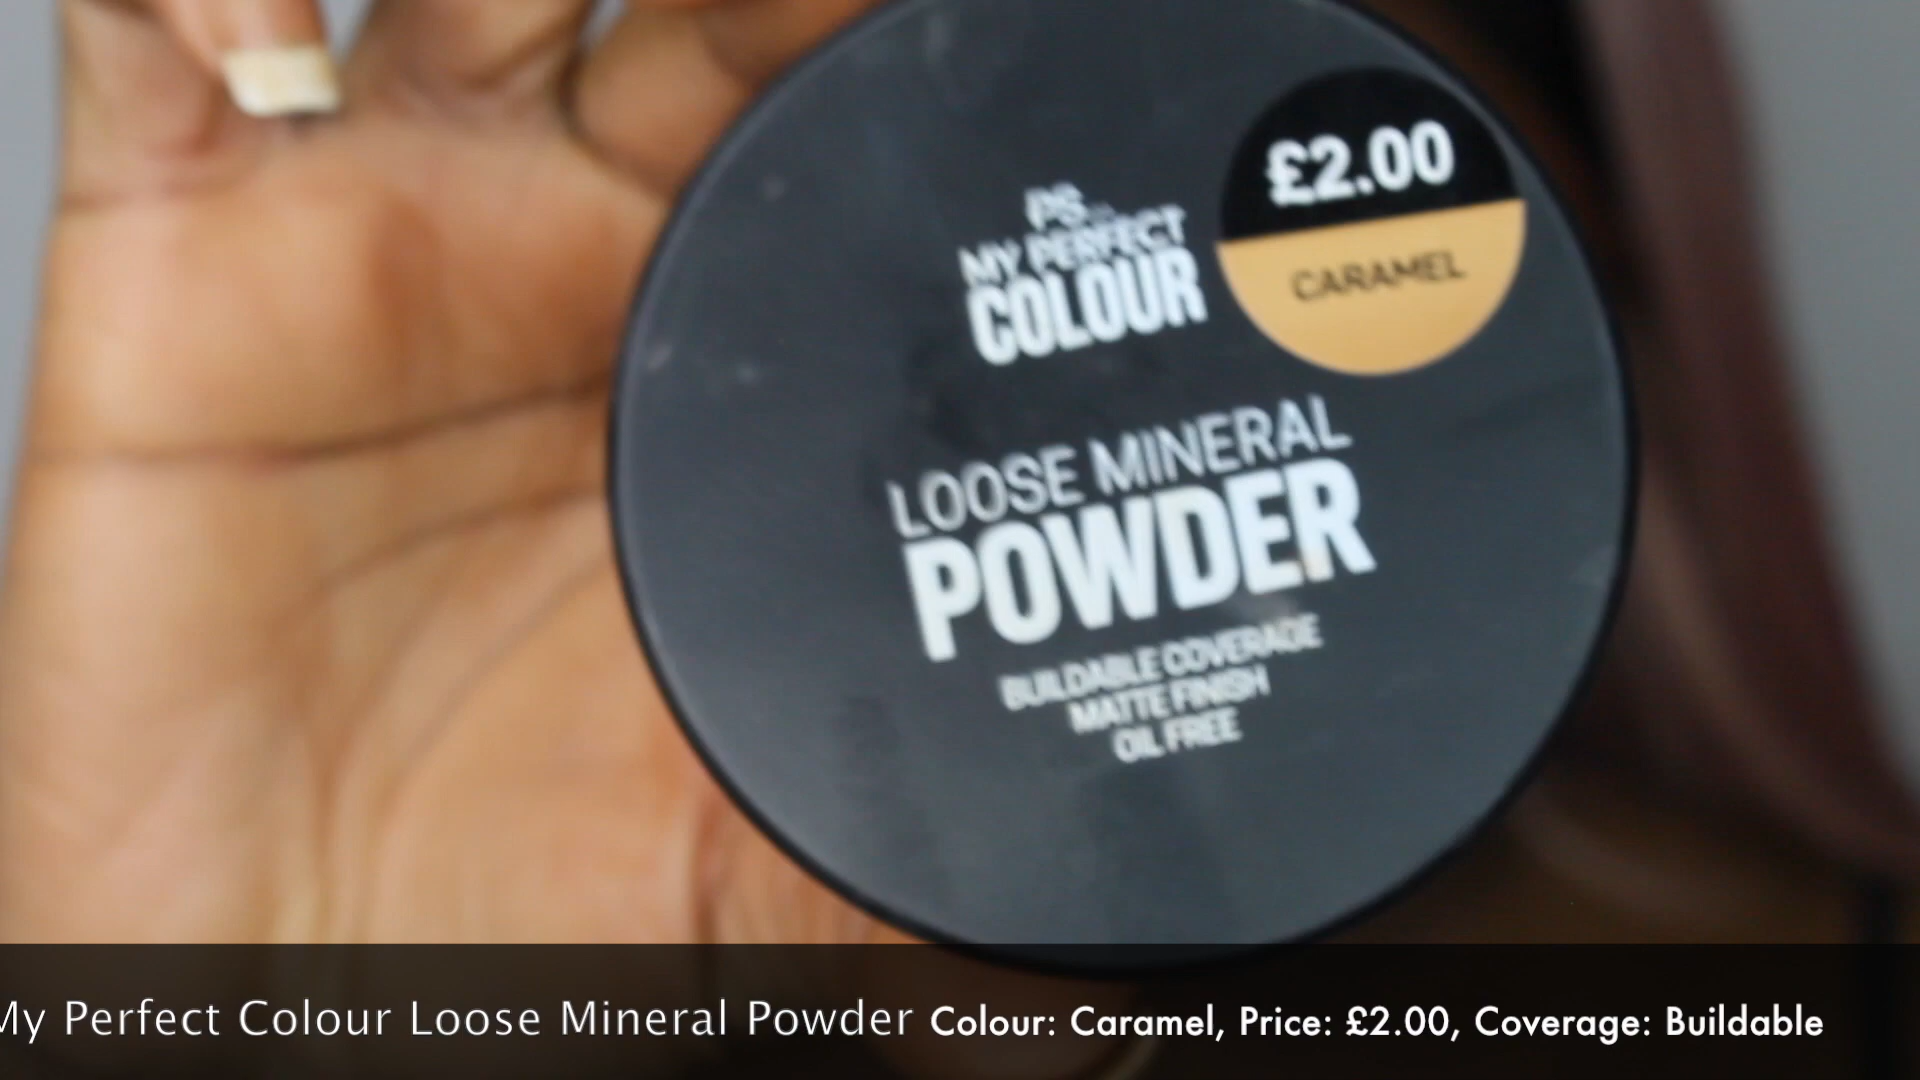 £2.00
CARAMEL
PS...
MY PERFECT
COLOUR
LOOSE MINERAL
POWDER
BUILDABLE COVERAGE
MATTE FINISH
OIL FREE
My Perfect Colour Loose Mineral Powder Colour: Caramel, Price: £2.00, Coverage: Buildable